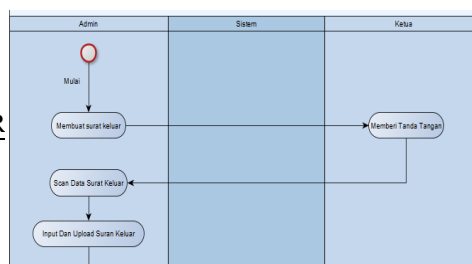 Admin
Sistem
Ketua
Mulai
R
Membuat surat keluar
Memberi Tanda Tangan
Scan Data Surat Keluar
Input Dan Upload Suran Keluar